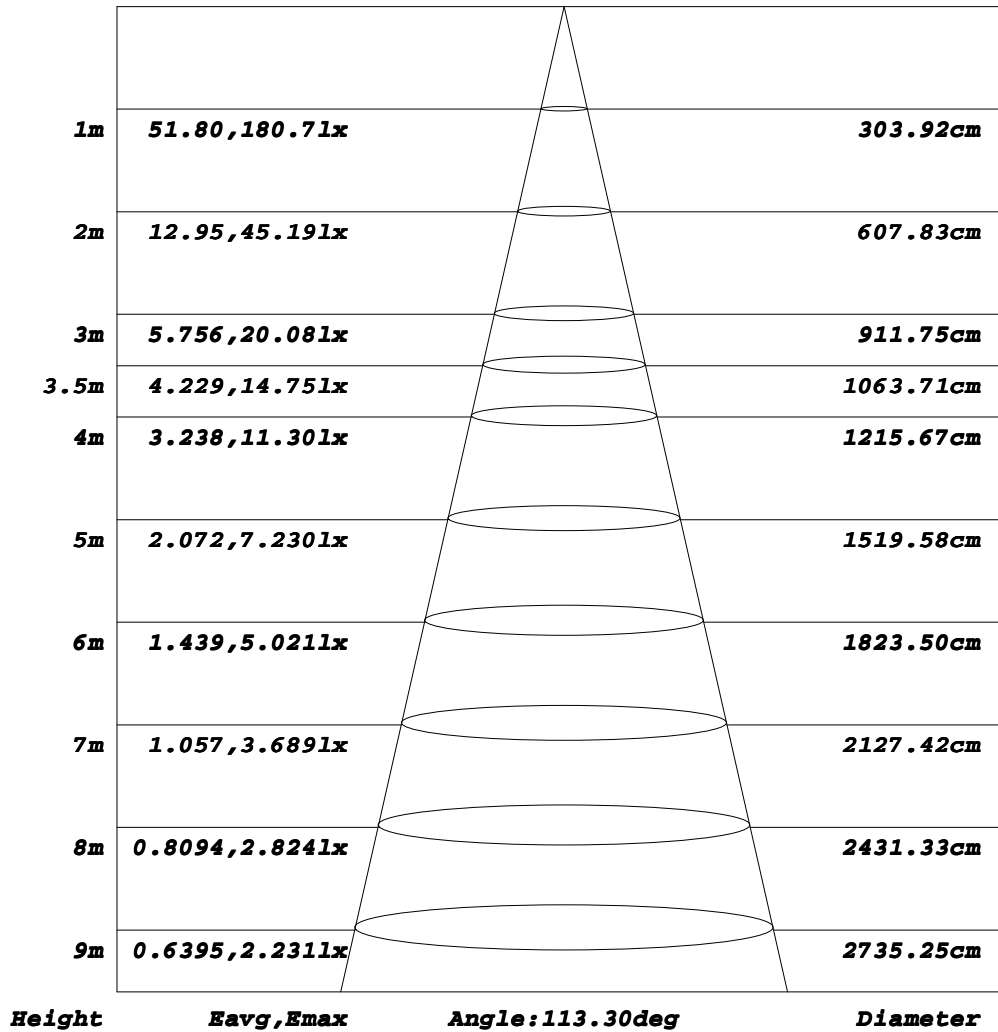 1m 51.80,180.7lx 303.92cm
2m 12.95,45.19lx 607.83cm
3m 5.756,20.08lx 911.75cm
3.5m 4.229,14.75lx 1063.71cm
4m 3.238,11.30lx 1215.67cm
5m 2.072,7.230lx 1519.58cm
6m 1.439,5.021lx 1823.50cm
7m 1.057,3.689lx 2127.42cm
8m 0.8094,2.824lx 2431.33cm
9m 0.6395,2.231lx 2735.25cm
Height Eavg,Emax Angle:113.30deg Diameter